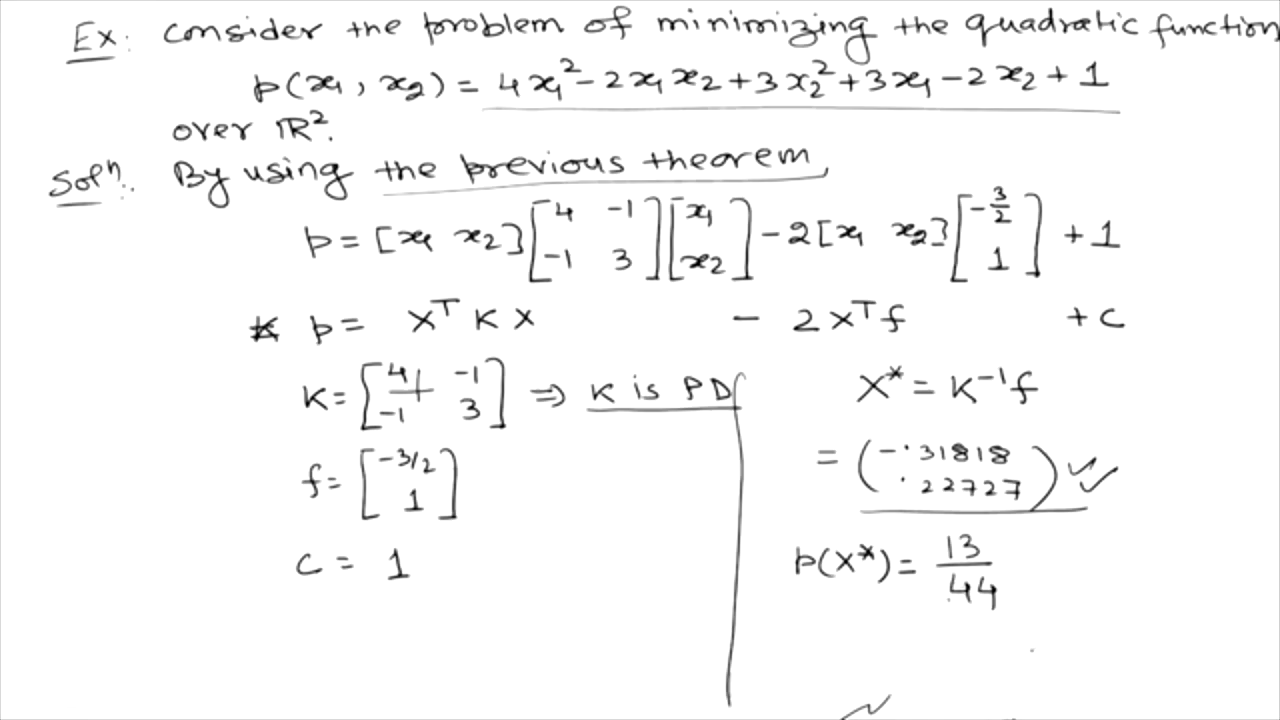 Ex: Consider the problem of minimizing the quadratic function
p(x₁, x₂) = 4x₁² - 2x₁x₂ + 3x₂² + 3x₁ - 2x₂ + 1
over ℝ².
Solⁿ:. By using the previous theorem,
p = [x₁ x₂] [4 -1; -1 3] [x₁; x₂] - 2[x₁ x₂] [-3/2; 1] + 1
p = Xᵀ K X - 2Xᵀf + C
K = [4 -1; -1 3] ⇒ K is PD
f = [-3/2; 1]
C = 1
X* = K⁻¹f
= (-.31818; .22727)
p(X*) = 13/44